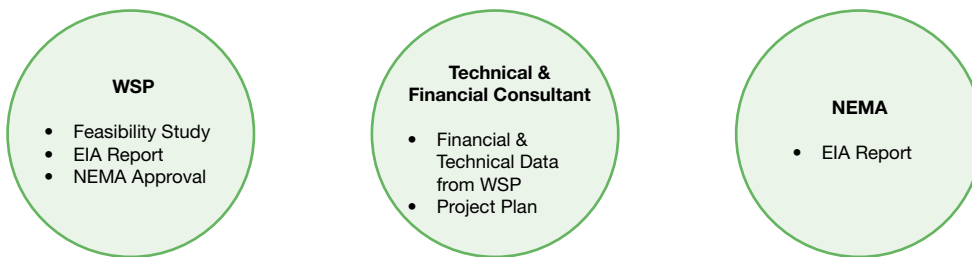 WSP
• Feasibility Study
• EIA Report
• NEMA Approval
Technical &
Financial Consultant
• Financial &
Technical Data
from WSP
• Project Plan
NEMA
• EIA Report